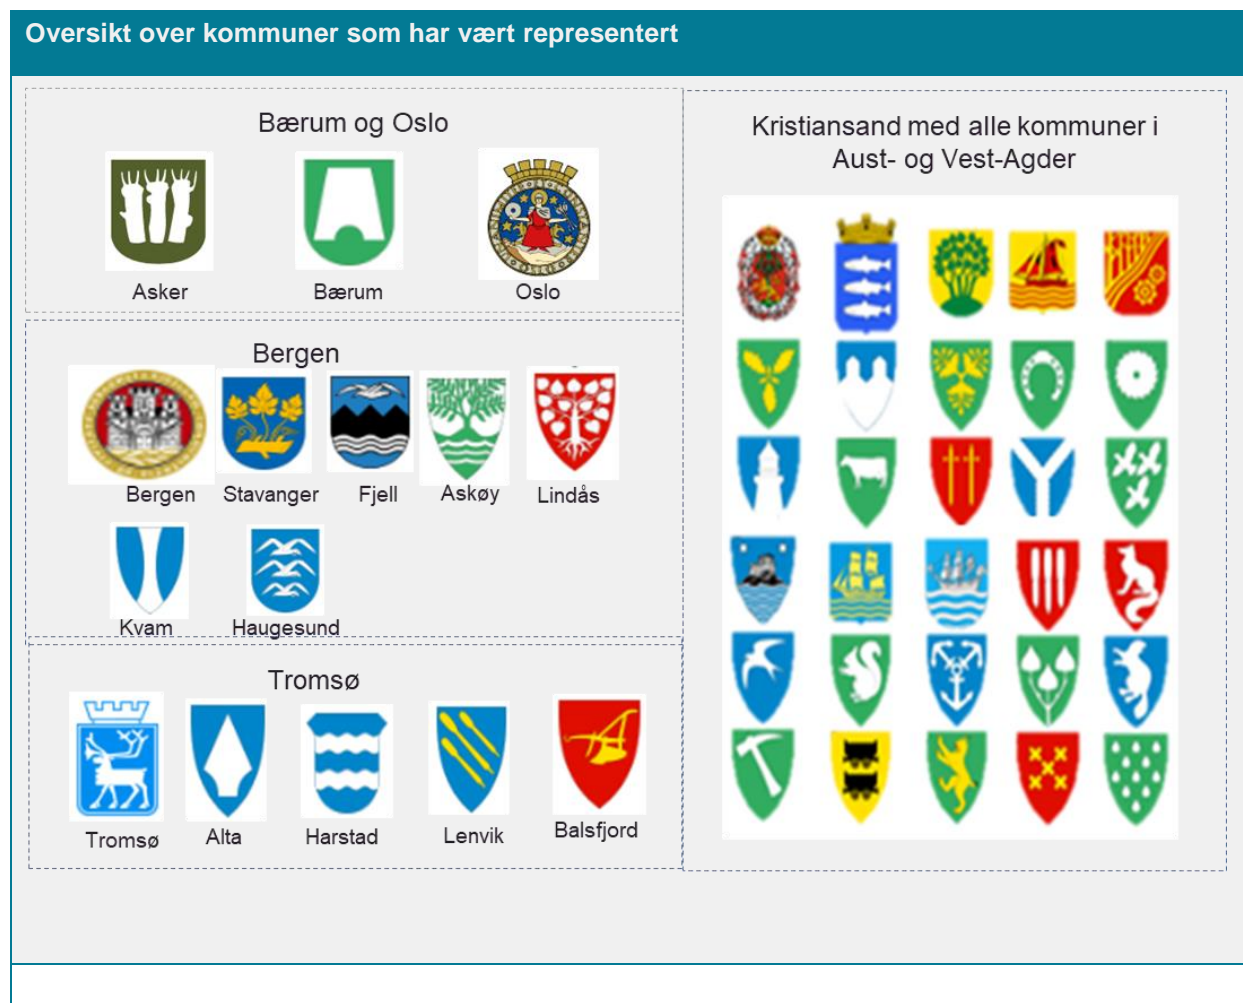 Oversikt over kommuner som har vært representert
Bærum og Oslo
Asker
Bærum
Oslo
Bergen
Bergen
Stavanger
Fjell
Askøy
Lindås
Kvam
Haugesund
Tromsø
Tromsø
Alta
Harstad
Lenvik
Balsfjord
Kristiansand med alle kommuner i
Aust- og Vest-Agder